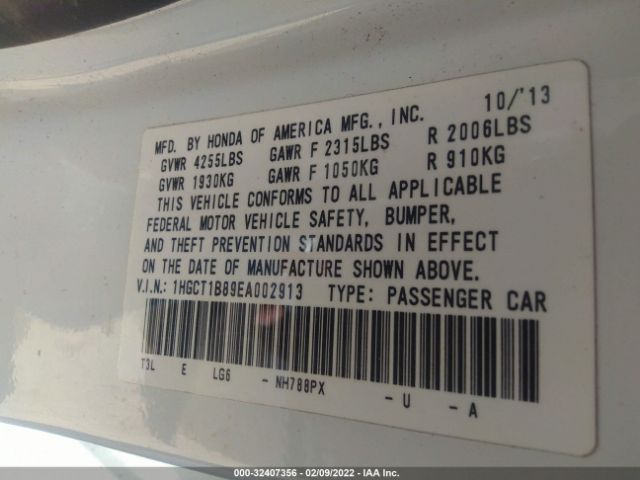 10/'13
MFD. BY HONDA OF AMERICA MFG., INC.
GVWR 4255LBS GAWR F 2315LBS R 2006LBS
GVWR 1930KG GAWR F 1050KG R 910KG
THIS VEHICLE CONFORMS TO ALL APPLICABLE
FEDERAL MOTOR VEHICLE SAFETY, BUMPER,
AND THEFT PREVENTION STANDARDS IN EFFECT
ON THE DATE OF MANUFACTURE SHOWN ABOVE.
V.I.N.: 1HGCT1B89EA002913 TYPE: PASSENGER CAR
T3L E LG6 - NH788PX - U - A
000-32407356 - 02/09/2022 - IAA Inc.